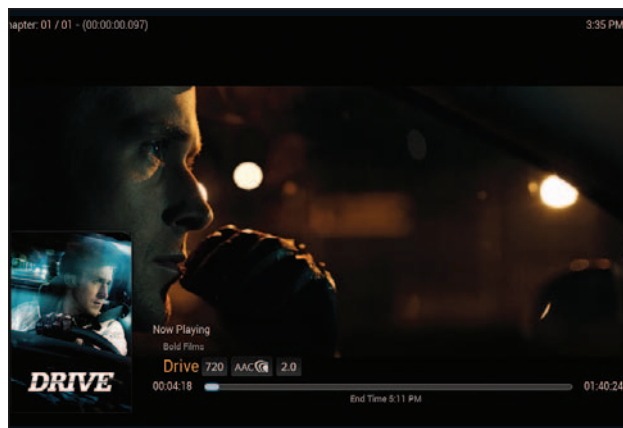 hapter: 01 / 01 - (00:00:00.097)
3:35 PM
Now Playing
Bold Films
Drive 720 AAC 2.0
DRIVE
00:04:18
01:40:24
End Time 5:11 PM